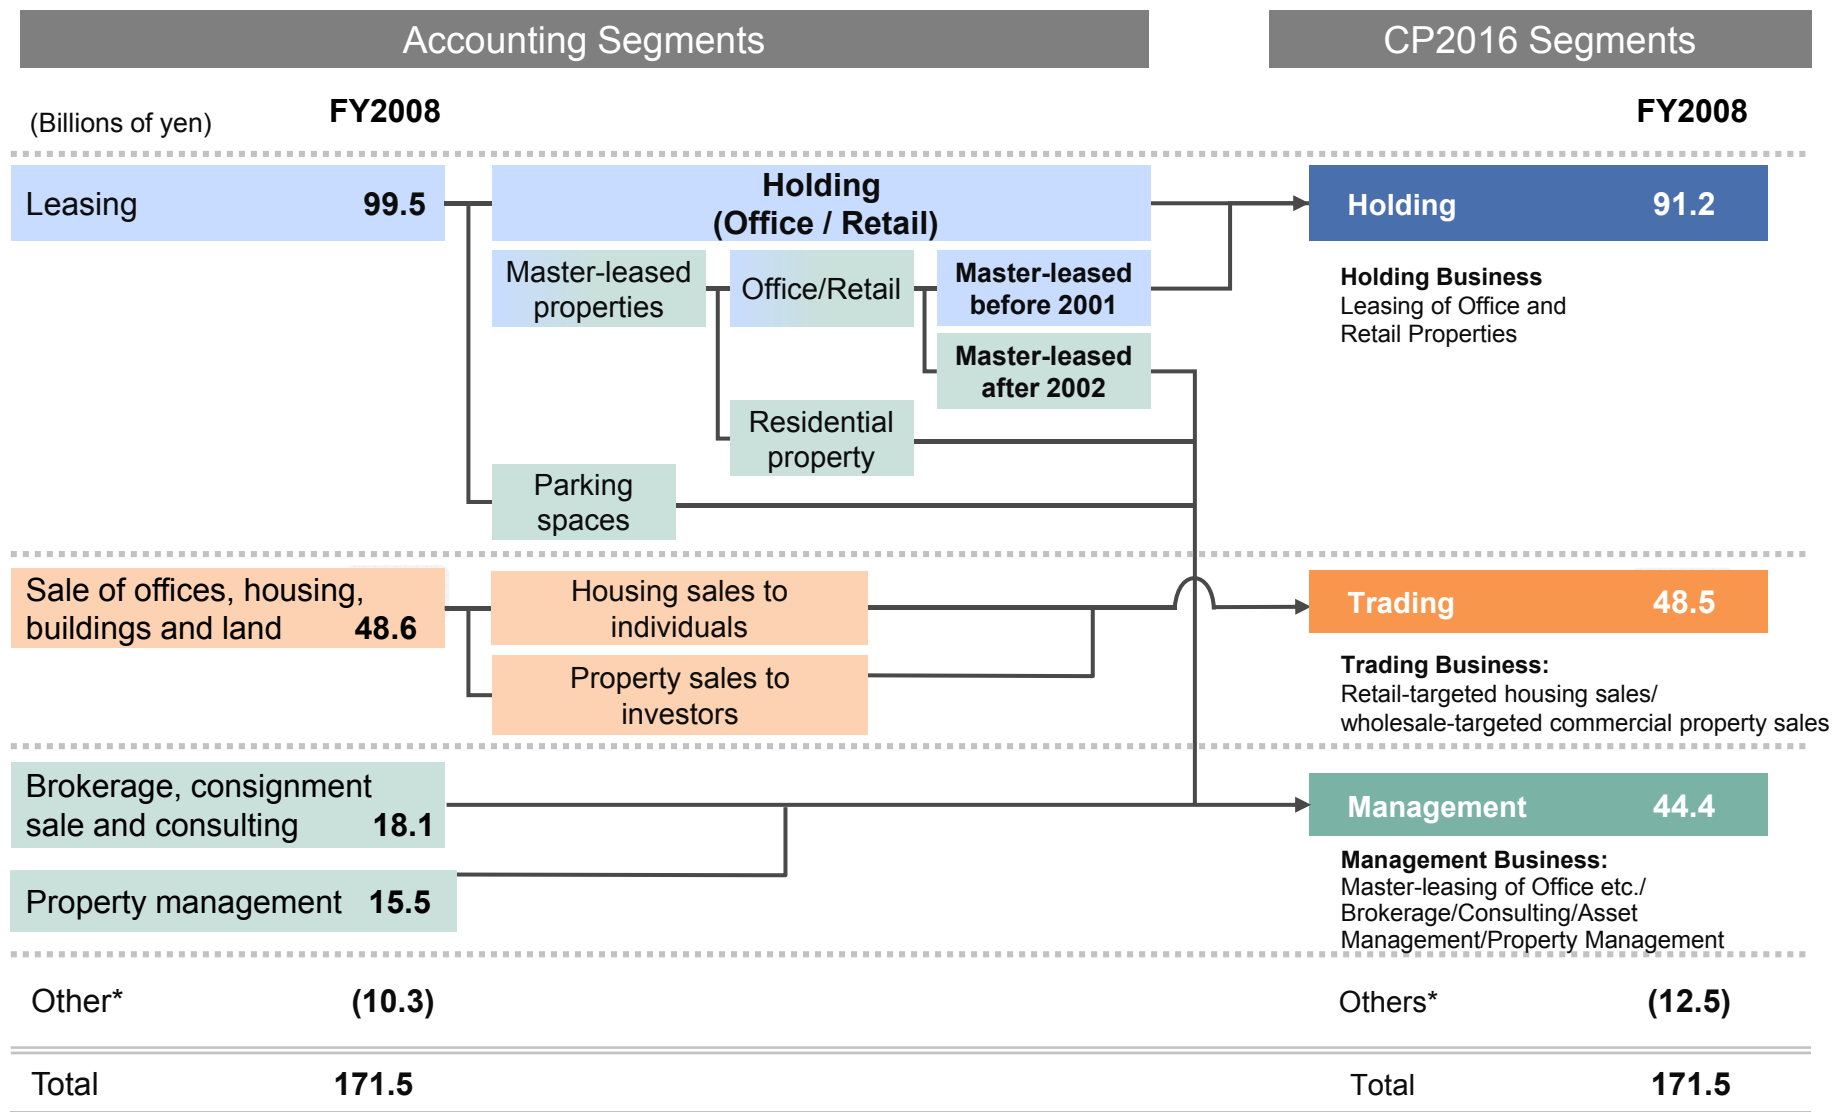 Accounting Segments
CP2016 Segments
(Billions of yen)
FY2008
FY2008
Leasing 99.5
Holding
(Office / Retail)
Master-leased
properties
Office/Retail
Master-leased
before 2001
Master-leased
after 2002
Residential
property
Parking
spaces
Holding 91.2
Holding Business
Leasing of Office and
Retail Properties
Sale of offices, housing,
buildings and land 48.6
Housing sales to
individuals
Property sales to
investors
Trading 48.5
Trading Business:
Retail-targeted housing sales/
wholesale-targeted commercial property sales
Brokerage, consignment
sale and consulting 18.1
Property management 15.5
Management 44.4
Management Business:
Master-leasing of Office etc./
Brokerage/Consulting/Asset
Management/Property Management
Other* (10.3)
Others* (12.5)
Total 171.5
Total 171.5